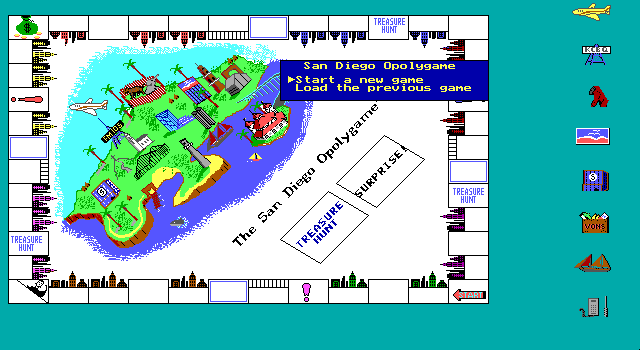 TREASURE
HUNT
San Diego Opolygame
Start a new game
Load the previous game
The San Diego Opolygame
SURPRISE!
TREASURE
HUNT
TREASURE
HUNT
TREASURE
HUNT
START
VONS